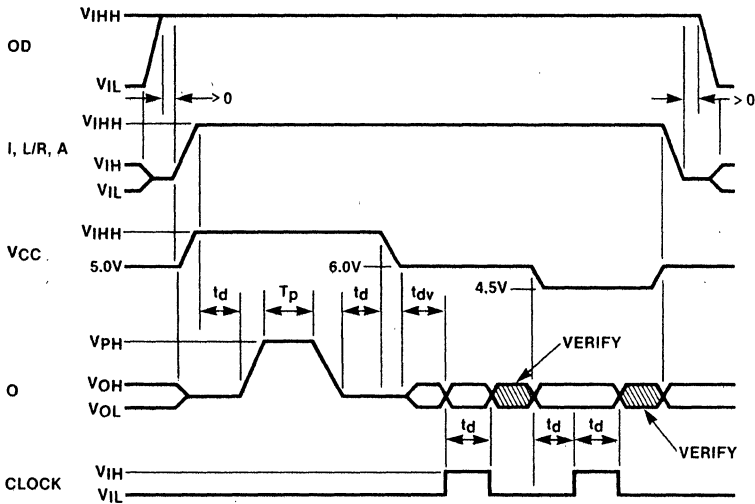 VIHH
OD
VIL
>0
>0
VIHH
I, L/R, A
VIH
VIL
VIHH
VCC
5.0V
6.0V
4.5V
td
Tp
td
tdv
VPH
VERIFY
O
VOH
VOL
td
td
td
VERIFY
VIH
CLOCK
VIL